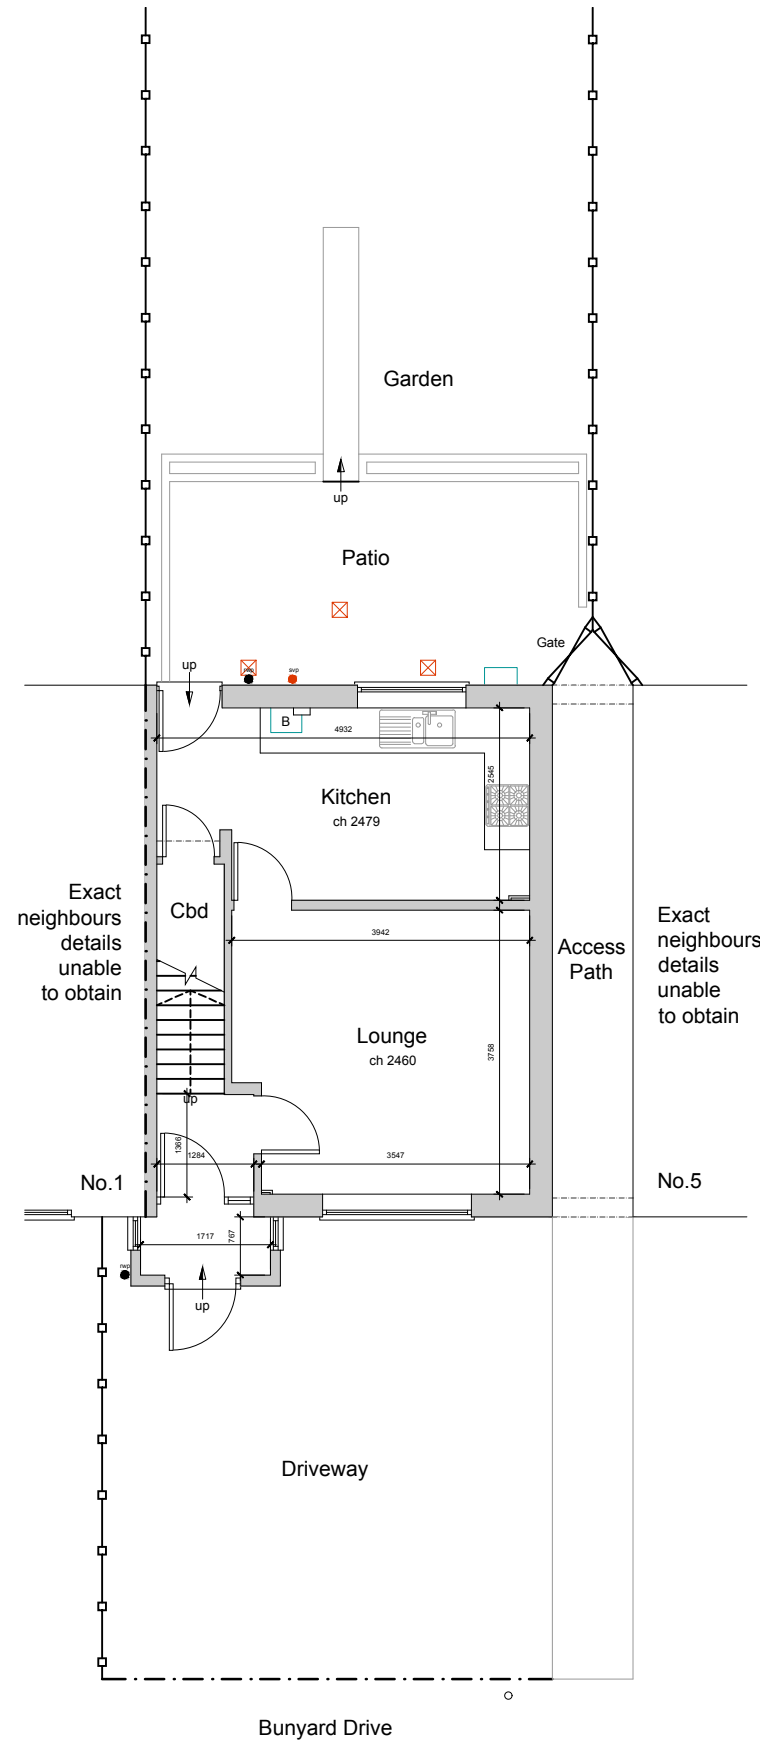 Garden
up
Patio
Gate
up
rwp
svp
B
4932
2545
Kitchen
ch 2479
Exact
neighbours
details
unable
to obtain
Cbd
3942
Access
Path
Exact
neighbours
details
unable
to obtain
Lounge
ch 2460
3758
up
1366
1284
3547
No.1
No.5
1717
767
rwp
up
Driveway
Bunyard Drive